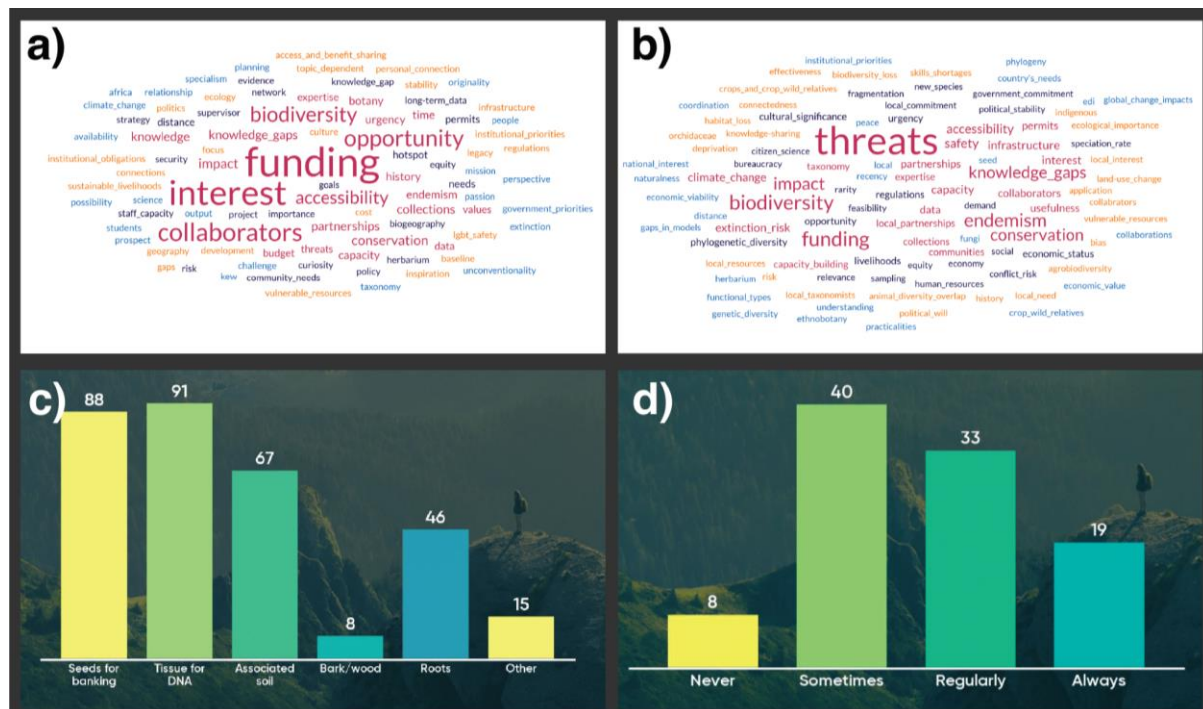 a)
access_and_benefit_sharing
planning topic_dependent personal_connection
specialism evidence knowledge_gap stability originality
africa relationship ecology network expertise botany long-term_data infrastructure
climate_change politics biodiversity urgency time permits people
strategy distance supervisor opportunity
availability knowledge knowledge_gaps culture institutional_priorities
focus hotspot legacy regulations
institutional_obligations security impact funding equity mission
connections history perspective
sustainable_livelihoods interest goals accessibility endemism needs passion
possibility science collections values government_priorities
staff_capacity output project importance cost biogeography
students collaborators partnerships lgbt_safety extinction
prospect conservation
geography development budget threats capacity herbarium data baseline
gaps risk challenge curiosity policy inspiration unconventionality
kew community_needs taxonomy
vulnerable_resources
b)
institutional_priorities phylogeny
effectiveness biodiversity_loss skills_shortages country's_needs
crops_and_crop_wild_relatives fragmentation new_species government_commitment
coordination connectedness local_commitment political_stability edi global_change_impacts
habitat_loss cultural_significance peace urgency indigenous
orchidaceae knowledge-sharing threats accessibility permits ecological_importance
deprivation citizen_science safety infrastructure speciation_rate
national_interest bureaucracy taxonomy local partnerships seed interest local_interest
naturalness climate_change recency expertise knowledge_gaps land-use_change
economic_viability impact rarity regulations capacity collaborators application
biodiversity data demand usefulness collabrators
distance feasibility vulnerable_resources
gaps_in_models extinction_risk opportunity local_partnerships endemism collaborations
phylogenetic_diversity funding collections fungi conservation bias
communities social economic_status
local_resources capacity_building livelihoods equity economy agrobiodiversity
herbarium risk relevance sampling human_resources conflict_risk economic_value
functional_types local_taxonomists animal_diversity_overlap history local_need
genetic_diversity understanding political_will crop_wild_relatives
ethnobotany practicalities
c)
88
91
67
8
46
15
Seeds for banking
Tissue for DNA
Associated soil
Bark/wood
Roots
Other
d)
8
40
33
19
Never
Sometimes
Regularly
Always